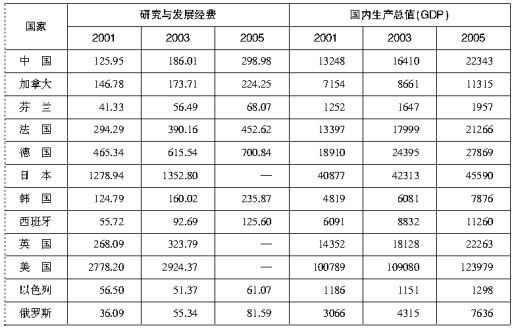 国家 研究与发展经费 国内生产总值(GDP)
2001 2003 2005 2001 2003 2005
中 国 125.95 186.01 298.98 13248 16410 22343
加拿大 146.78 173.71 224.25 7154 8661 11315
芬 兰 41.33 56.49 68.07 1252 1647 1957
法 国 294.29 390.16 452.62 13397 17999 21266
德 国 465.34 615.54 700.84 18910 24395 27869
日 本 1278.94 1352.80 — 40877 42313 45590
韩 国 124.79 160.02 235.87 4819 6081 7876
西班牙 55.72 92.69 125.60 6091 8832 11260
英 国 268.09 323.79 — 14352 18128 22263
美 国 2778.20 2924.37 — 100789 109080 123979
以色列 56.50 51.37 61.07 1186 1151 1298
俄罗斯 36.09 55.34 81.59 3066 4315 7636